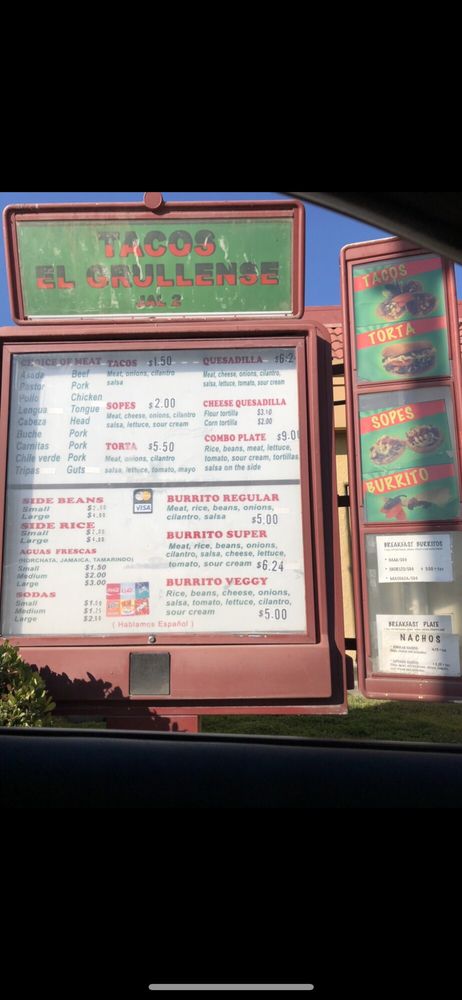 TACOS
EL GRULLENSE
JAL 2
CHOICE OF MEAT
Asada Beef
Pastor Pork
Pollo Chicken
Lengua Tongue
Cabeza Head
Buche Pork
Carnitas Pork
Chile verde Pork
Tripas Guts
TACOS $1.50
Meat, onions, cilantro
salsa
SOPES $2.00
Meat, cheese, onions, cilantro
salsa, lettuce, tomato, sour cream
TORTA $5.50
Meat, onions, cilantro
salsa, lettuce, tomato, mayo
QUESADILLA $6.2
Meat, cheese, onions, cilantro,
salsa, lettuce, tomato, sour cream
CHEESE QUESADILLA
Flour tortilla $3.10
Corn tortilla $2.00
COMBO PLATE $9.0
Rice, beans, meat, lettuce,
tomato, sour cream, tortillas
salsa on the side
SIDE BEANS
Small
Large
SIDE RICE
Small
Large
AGUAS FRESCAS
(HORCHATA, JAMAICA, TAMARINDO)
Small $1.50
Medium $2.00
Large $3.00
SODAS
Small
Medium
Large
MasterCard
VISA
( Hablamos Español )
BURRITO REGULAR
Meat, rice, beans, onions,
cilantro, salsa
$5.00
BURRITO SUPER
Meat, rice, beans, onions,
cilantro, salsa, cheese, lettuce,
tomato, sour cream $6.24
BURRITO VEGGY
Rice, beans, cheese, onions,
salsa, tomato, lettuce, cilantro,
sour cream $5.00
TACOS
TORTA
SOPES
BURRITO
BREAKFAST BURRITOS
BREAKFAST PLATE
NACHOS